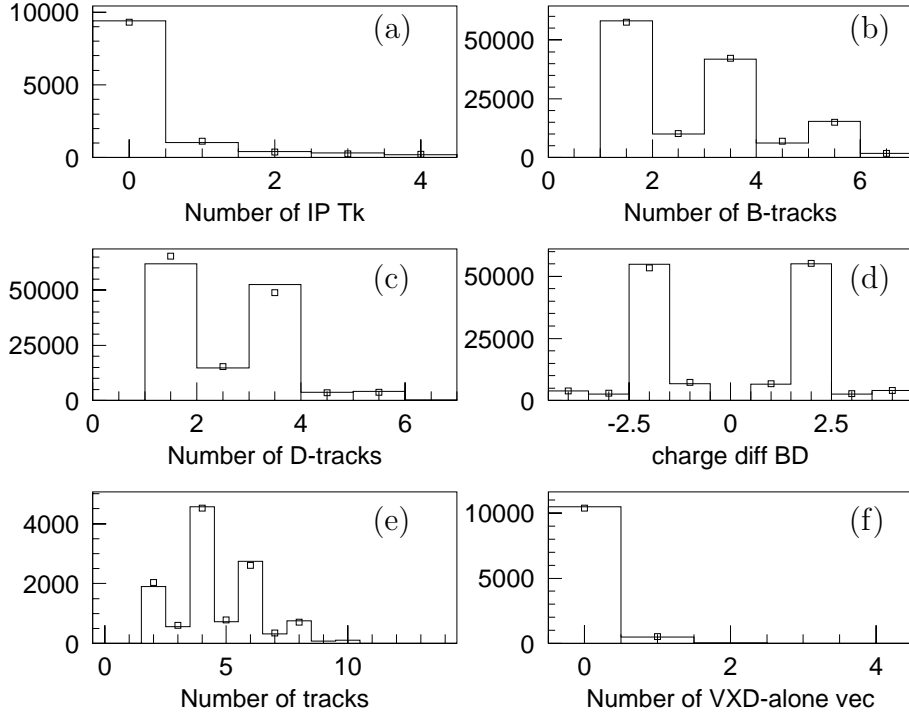 10000
5000
0
(a)
0 2 4
Number of IP Tk
50000
25000
0
(b)
0 2 4 6
Number of B-tracks
50000
25000
0
(c)
0 2 4 6
Number of D-tracks
50000
25000
0
(d)
-2.5 0 2.5
charge diff BD
4000
2000
0
(e)
0 5 10
Number of tracks
10000
5000
0
(f)
0 2 4
Number of VXD-alone vec